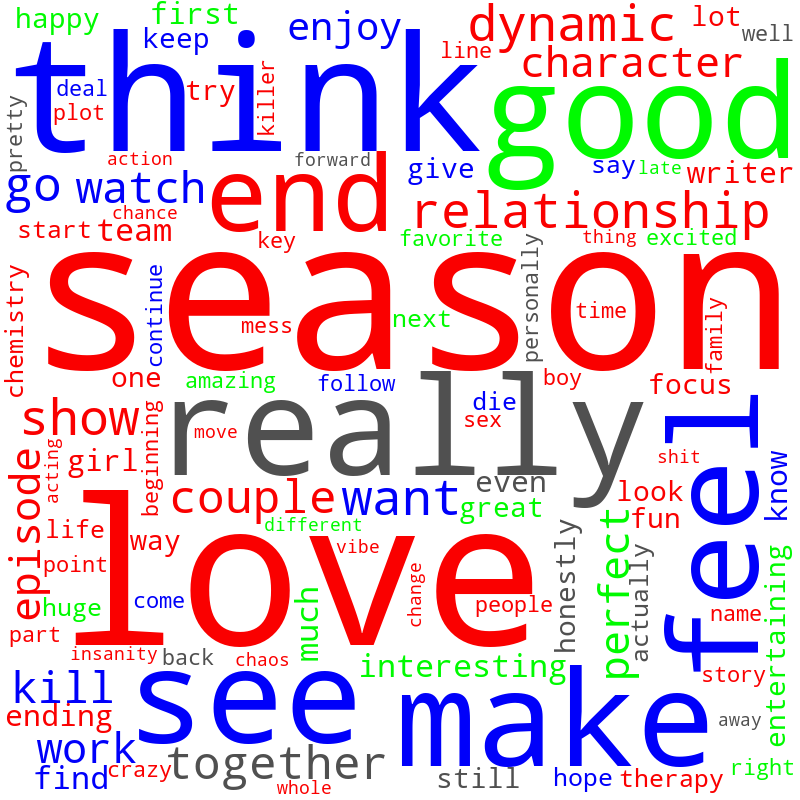 happy
first
keep
enjoy
dynamic
lot
well
line
deal
plot
try
killer
character
think
good
pretty
action
forward
give
say
late
writer
go
watch
end
relationship
chance
start
team
key
favorite
thing
excited
season
personally
chemistry
continue
mess
next
time
family
one
amazing
follow
boy
focus
die
show
move
really
sex
girl
beginning
acting
episode
feel
shit
know
couple
want
even
look
great
different
fun
life
way
love
vibe
point
perfect
honestly
actually
entertaining
huge
come
much
change
people
name
part
insanity
back
chaos
interesting
story
kill
see
make
ending
away
work
together
find
crazy
whole
still
hope
therapy
right